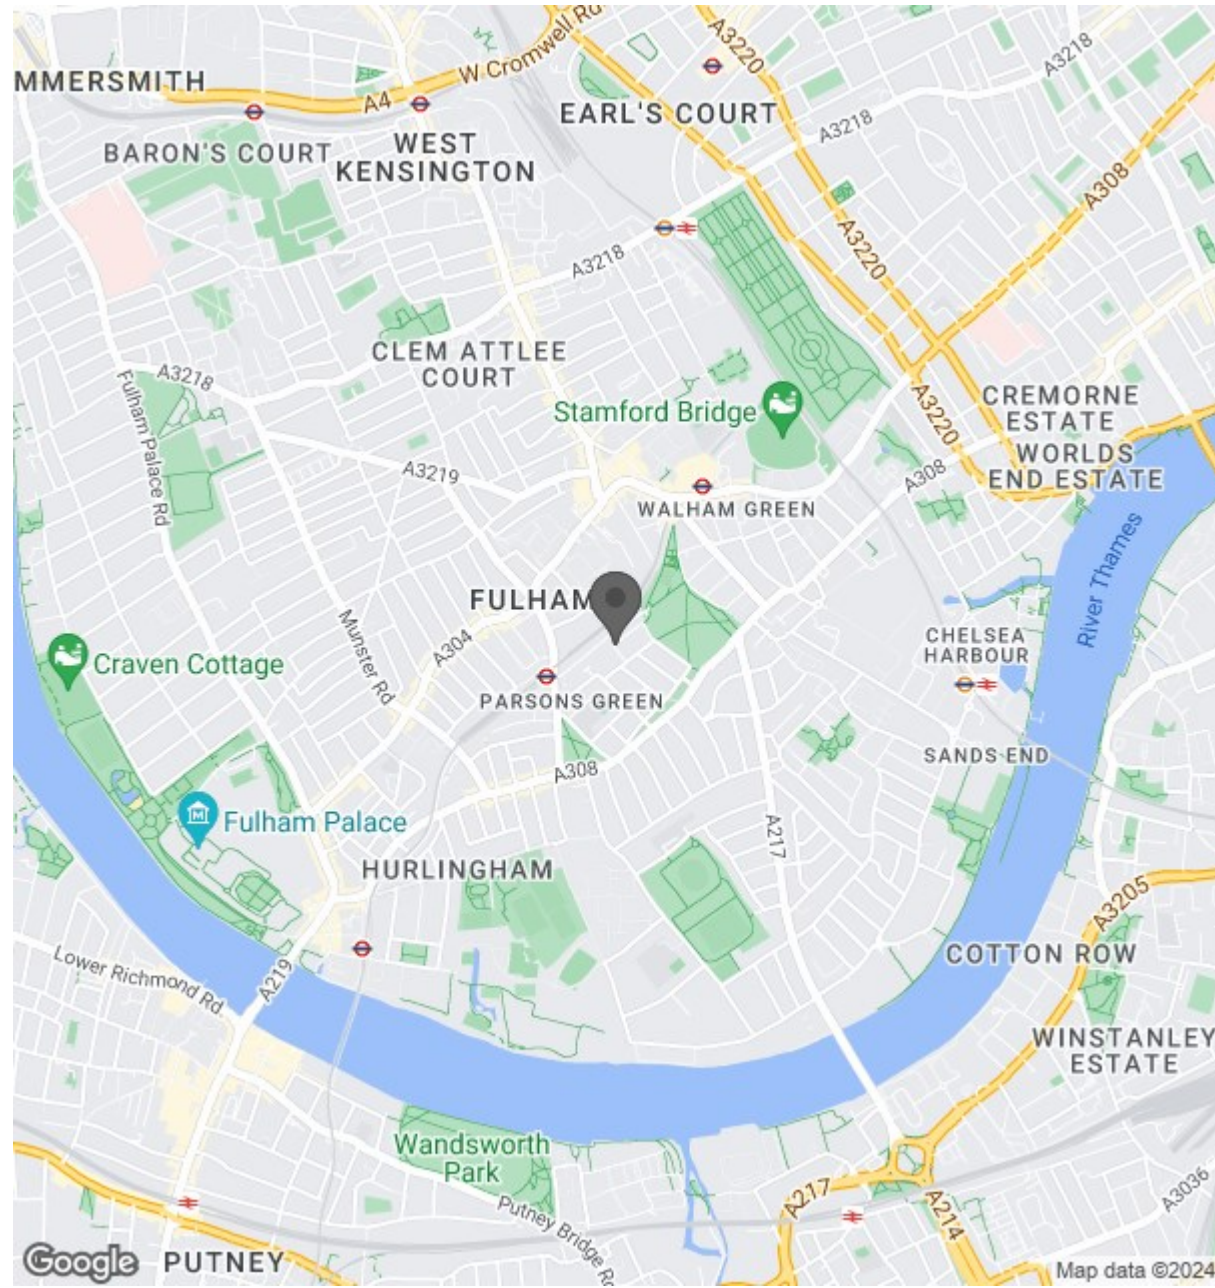 W Cromwell Rd
A3220
A3218
MMERSMITH
A4
EARL'S COURT
A3218
BARON'S COURT
WEST
KENSINGTON
A308
A3220
A3218
CLEM ATTLEE
COURT
A3218
Fulham Palace Rd
Stamford Bridge
A3220
CREMORNE
ESTATE
WORLDS
END ESTATE
A3219
A308
WALHAM GREEN
River Thames
FULHAM
Munster Rd
A304
CHELSEA
HARBOUR
Craven Cottage
PARSONS GREEN
SANDS END
A308
Fulham Palace
A217
HURLINGHAM
A3205
COTTON ROW
Lower Richmond Rd
A219
WINSTANLEY
ESTATE
Wandsworth
Park
Putney Bridge Rd
A217
A214
A3036
Google
PUTNEY
Map data ©2024